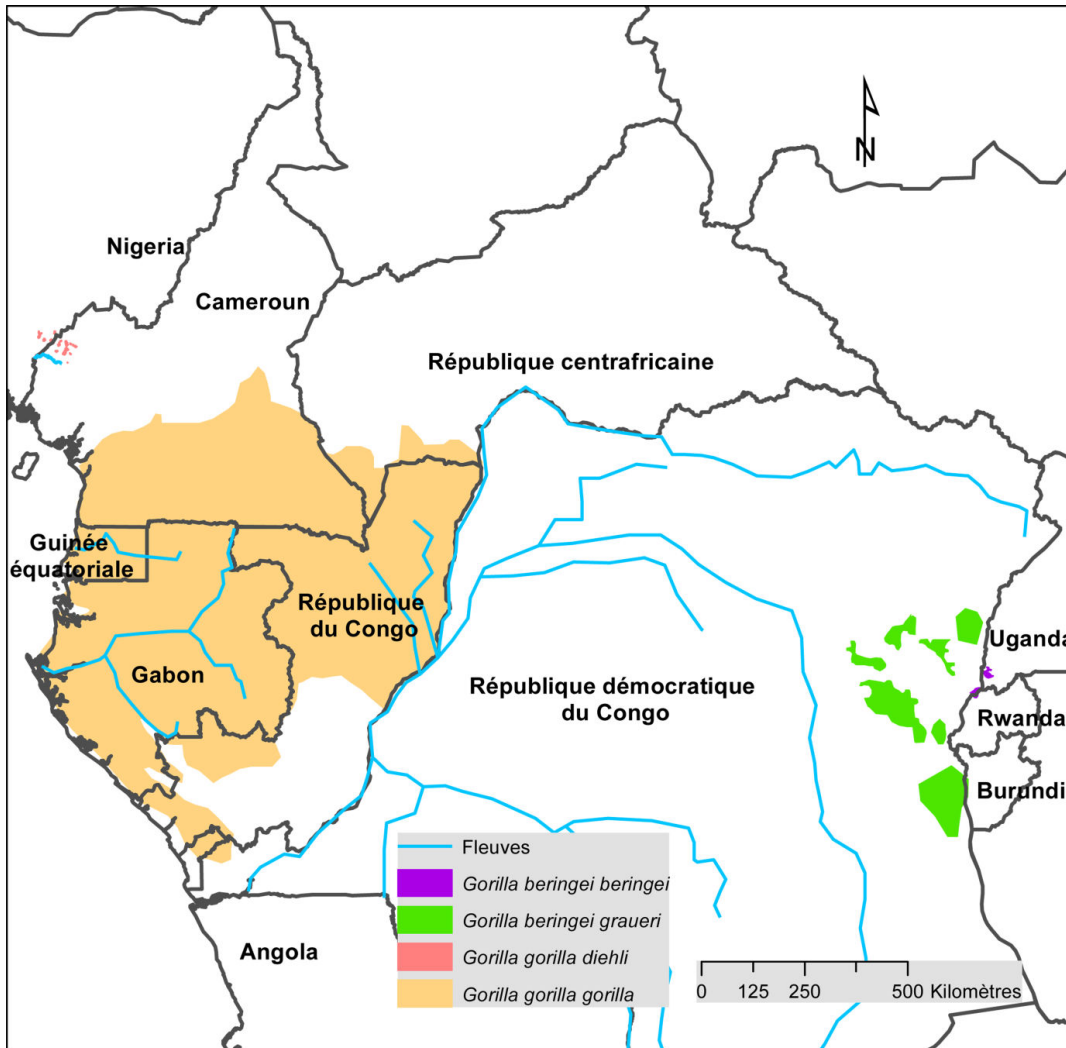 N
Nigeria
Cameroun
République centrafricaine
Guinée
équatoriale
République
du Congo
Gabon
République démocratique
du Congo
Uganda
Rwanda
Burundi
Angola
Fleuves
Gorilla beringei beringei
Gorilla beringei graueri
Gorilla gorilla diehli
Gorilla gorilla gorilla
0 125 250 500 Kilomètres